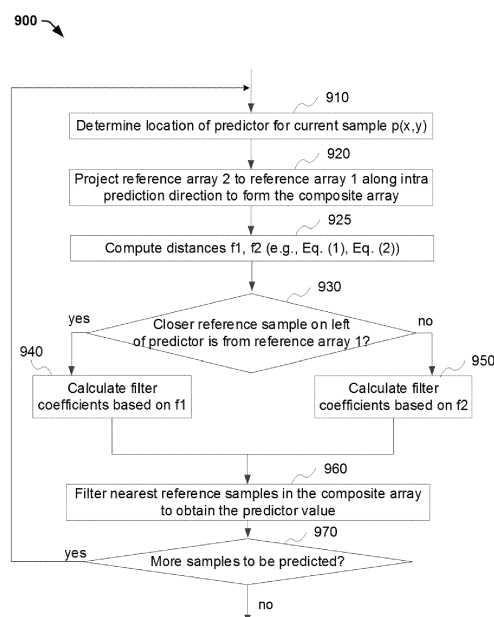 900
910
Determine location of predictor for current sample p(x,y)
920
Project reference array 2 to reference array 1 along intra
prediction direction to form the composite array
925
Compute distances f1, f2 (e.g., Eq. (1), Eq. (2))
930
yes
no
Closer reference sample on left
of predictor is from reference array 1?
940
950
Calculate filter
coefficients based on f1
Calculate filter
coefficients based on f2
960
Filter nearest reference samples in the composite array
to obtain the predictor value
970
yes
More samples to be predicted?
no